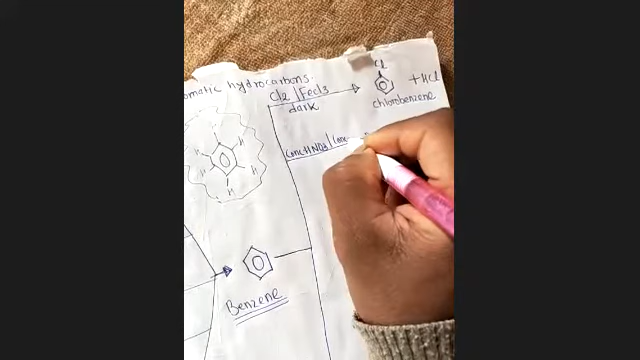 omatic hydrocarbons.
Cl2 | FeCl3
dark
Cl
+ HCl
chlorobenzene
H
H
H
H
H
H
Conc HNO3 / Conc
Benzene